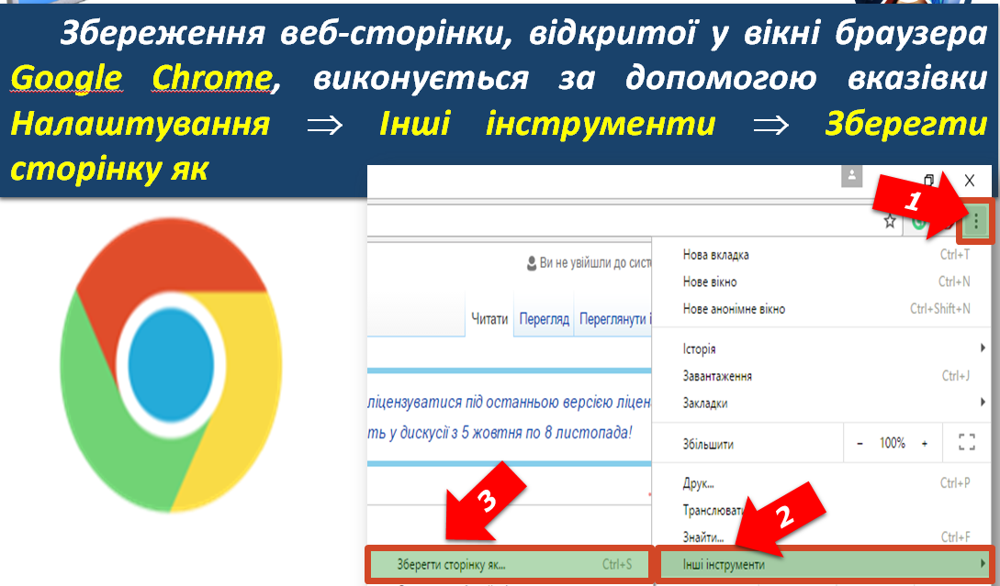 Збереження веб-сторінки, відкритої у вікні браузера
Google Chrome, виконується за допомогою вказівки
Налаштування ⇒ Інші інструменти ⇒ Зберегти
сторінку як
1
Ви не увійшли до сист
Читати Перегляд Переглянути і
ліцензуватися під останньою версією ліцен
ть у дискусії з 5 жовтня по 8 листопада!
Нова вкладка Ctrl+T
Нове вікно Ctrl+N
Нове анонімне вікно Ctrl+Shift+N
Історія
Завантаження Ctrl+J
Закладки
Збільшити - 100% +
Друк... Ctrl+P
Транслюват
Знайти... Ctrl+F
2
Інші інструменти
3
Зберегти сторінку як... Ctrl+S